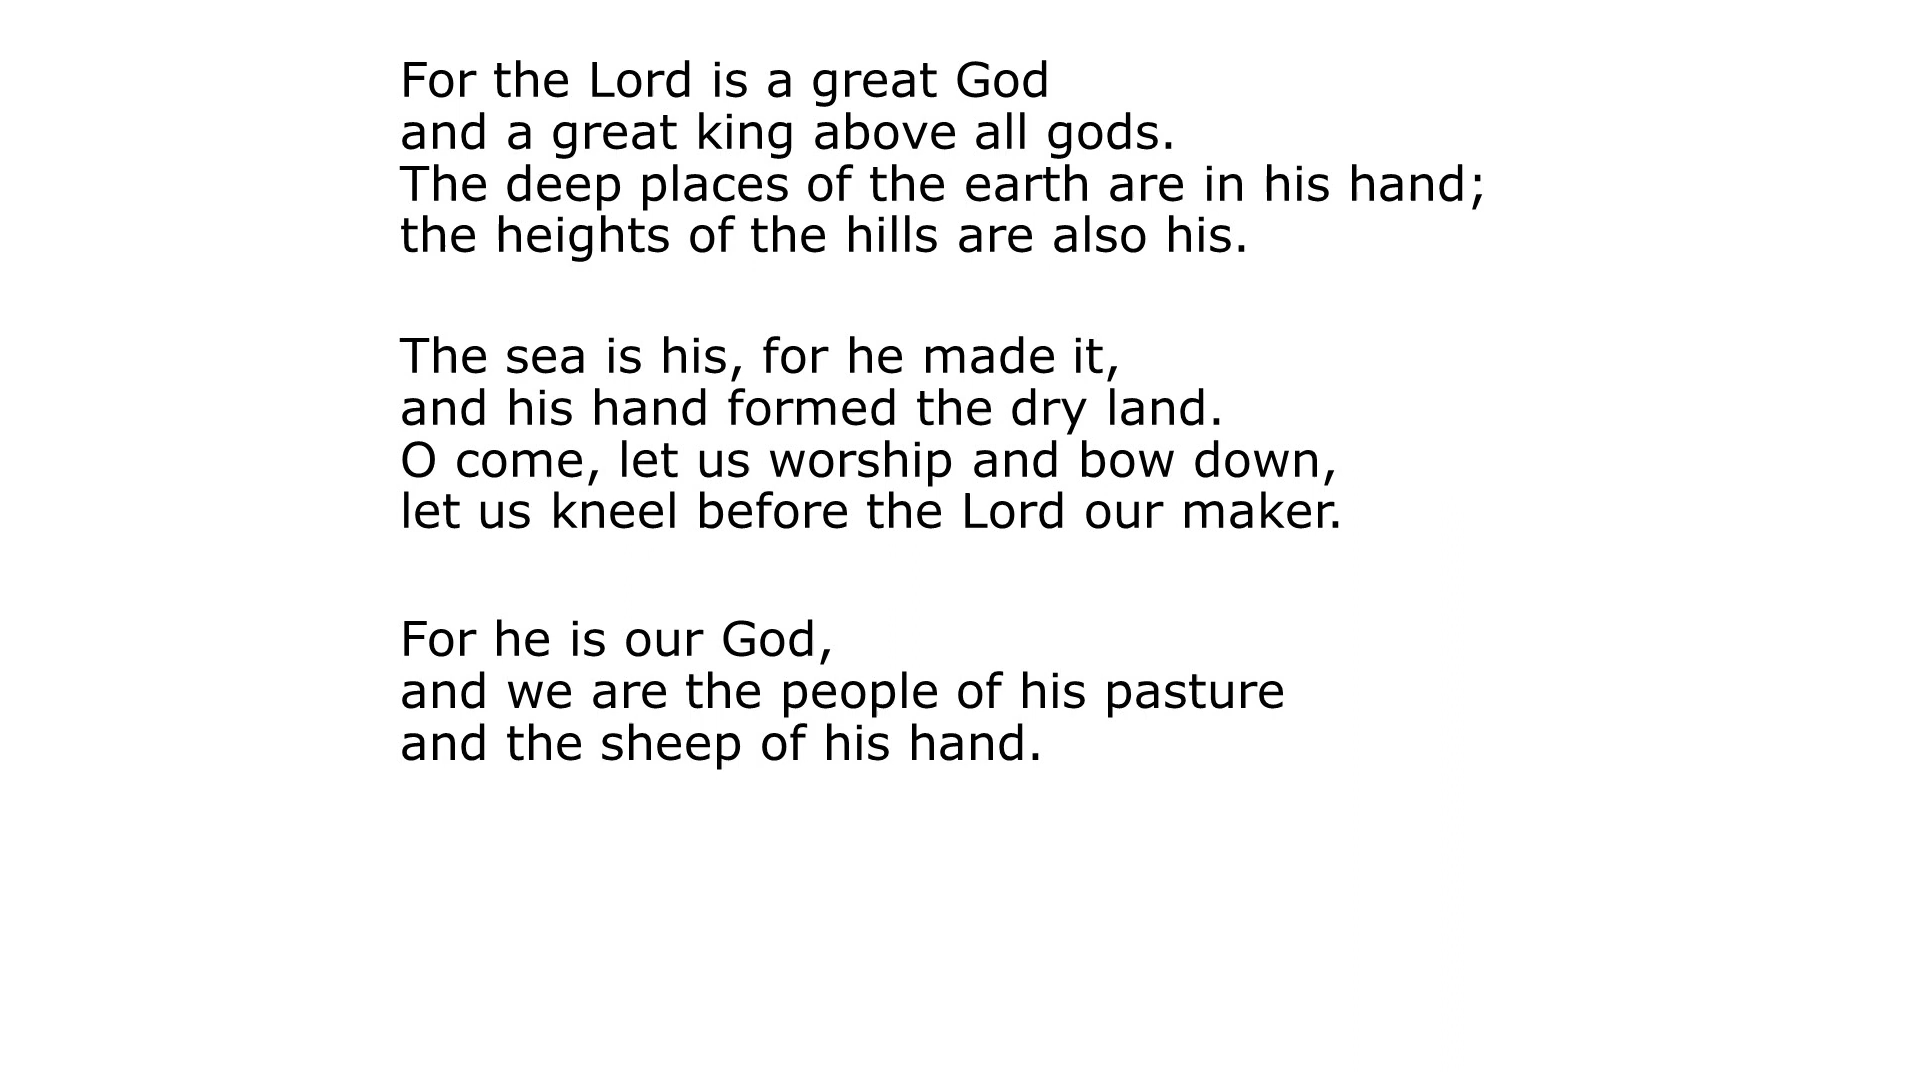 For the Lord is a great God
and a great king above all gods.
The deep places of the earth are in his hand;
the heights of the hills are also his.
The sea is his, for he made it,
and his hand formed the dry land.
O come, let us worship and bow down,
let us kneel before the Lord our maker.
For he is our God,
and we are the people of his pasture
and the sheep of his hand.